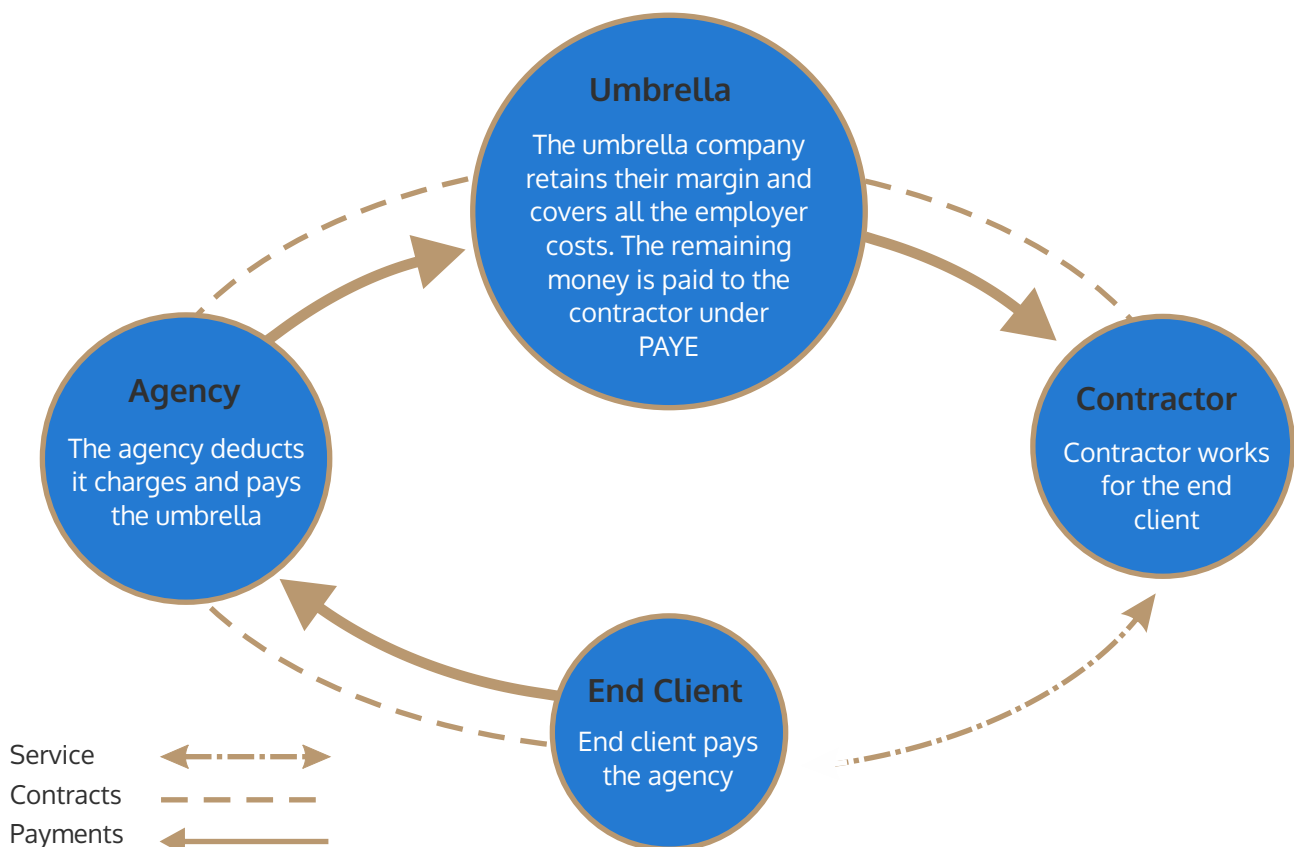 Umbrella
The umbrella company
retains their margin and
covers all the employer
costs. The remaining
money is paid to the
contractor under
PAYE
Agency
The agency deducts
it charges and pays
the umbrella
Contractor
Contractor works
for the end
client
End Client
End client pays
the agency
Service
Contracts
Payments